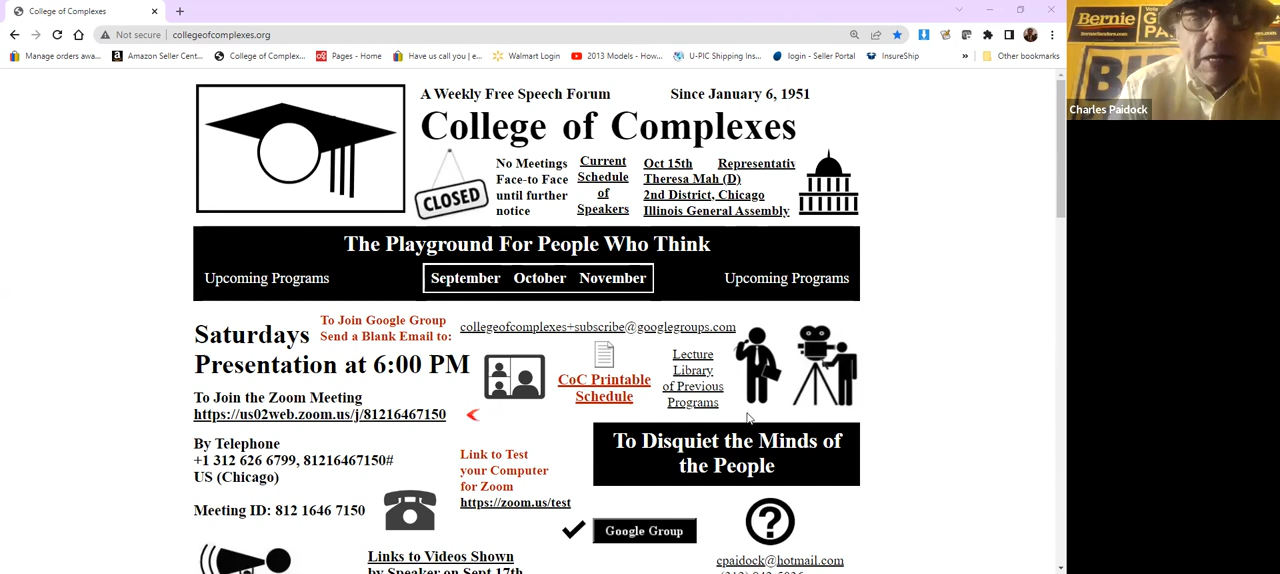 College of Complexes
Not secure | collegeofcomplexes.org
Manage orders awa...
Amazon Seller Cent...
College of Complex...
Pages - Home
Have us call you | e...
Walmart Login
2013 Models - How...
U-PIC Shipping Ins...
login - Seller Portal
InsureShip
»
Other bookmarks
Bernie
BernieSanders.com
Vote
Charles Paidock
A Weekly Free Speech Forum
Since January 6, 1951
College of Complexes
CLOSED
No Meetings
Face-to Face
until further
notice
Current
Schedule
of
Speakers
Oct 15th Representativ
Theresa Mah (D)
2nd District, Chicago
Illinois General Assembly
The Playground For People Who Think
Upcoming Programs
September October November
Upcoming Programs
Saturdays
Presentation at 6:00 PM
To Join Google Group
Send a Blank Email to:
collegeofcomplexes+subscribe@googlegroups.com
CoC Printable
Schedule
Lecture
Library
of Previous
Programs
To Join the Zoom Meeting
https://us02web.zoom.us/j/81216467150
By Telephone
+1 312 626 6799, 81216467150#
US (Chicago)
Meeting ID: 812 1646 7150
Link to Test
your Computer
for Zoom
https://zoom.us/test
To Disquiet the Minds of
the People
Google Group
cpaidock@hotmail.com
Links to Videos Shown
by Speaker on Sept 17th